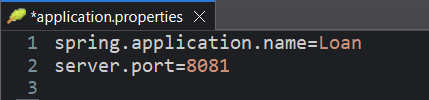 *application.properties
1 spring.application.name=Loan
2 server.port=8081
3